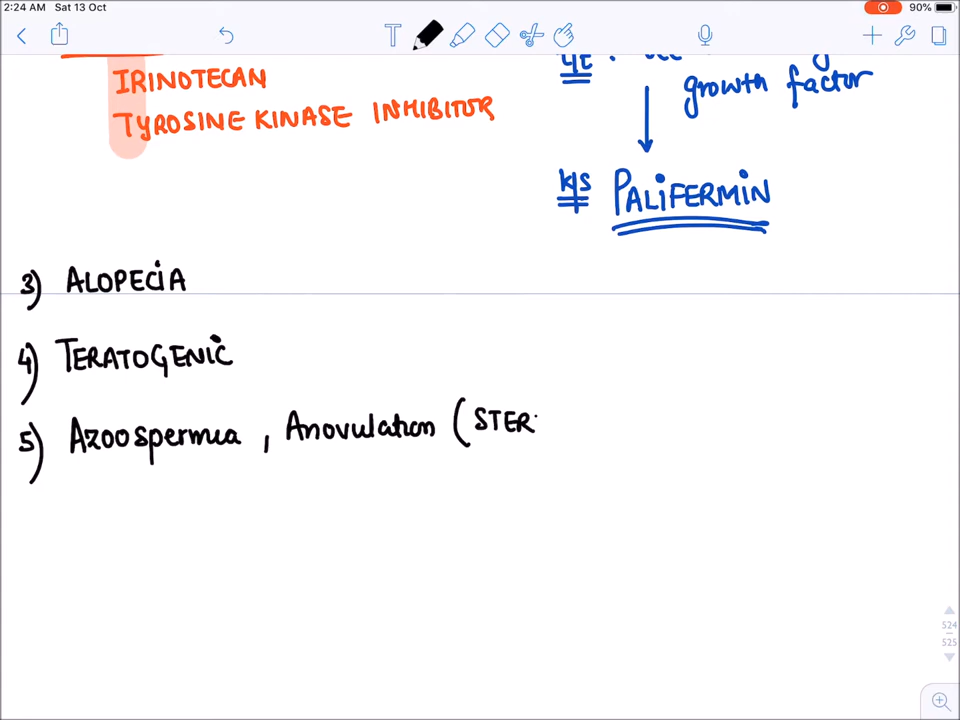 2:24 AM Sat 13 Oct
90%
IRINOTECAN
TYROSINE KINASE INHIBITOR
growth factor
PALIFERMIN
3) ALOPECIA
4) TERATOGENIC
5) Azoospermia , Anovulation (STER
524
525